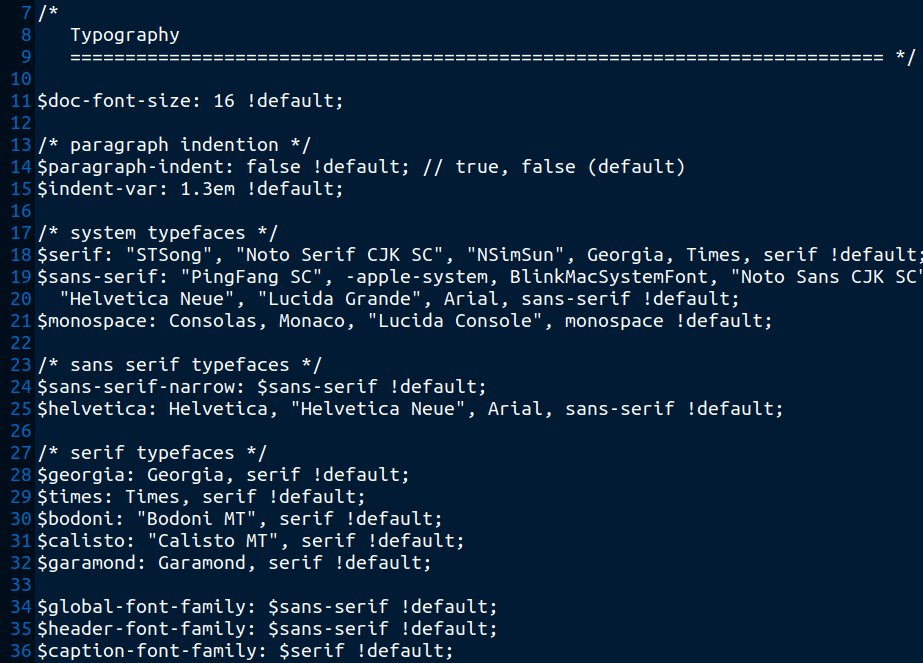 7 /*
8    Typography
9    ========================================================================== */
10
11 $doc-font-size: 16 !default;
12
13 /* paragraph indention */
14 $paragraph-indent: false !default; // true, false (default)
15 $indent-var: 1.3em !default;
16
17 /* system typefaces */
18 $serif: "STSong", "Noto Serif CJK SC", "NSimSun", Georgia, Times, serif !default;
19 $sans-serif: "PingFang SC", -apple-system, BlinkMacSystemFont, "Noto Sans CJK SC"
20   "Helvetica Neue", "Lucida Grande", Arial, sans-serif !default;
21 $monospace: Consolas, Monaco, "Lucida Console", monospace !default;
22
23 /* sans serif typefaces */
24 $sans-serif-narrow: $sans-serif !default;
25 $helvetica: Helvetica, "Helvetica Neue", Arial, sans-serif !default;
26
27 /* serif typefaces */
28 $georgia: Georgia, serif !default;
29 $times: Times, serif !default;
30 $bodoni: "Bodoni MT", serif !default;
31 $calisto: "Calisto MT", serif !default;
32 $garamond: Garamond, serif !default;
33
34 $global-font-family: $sans-serif !default;
35 $header-font-family: $sans-serif !default;
36 $caption-font-family: $serif !default;